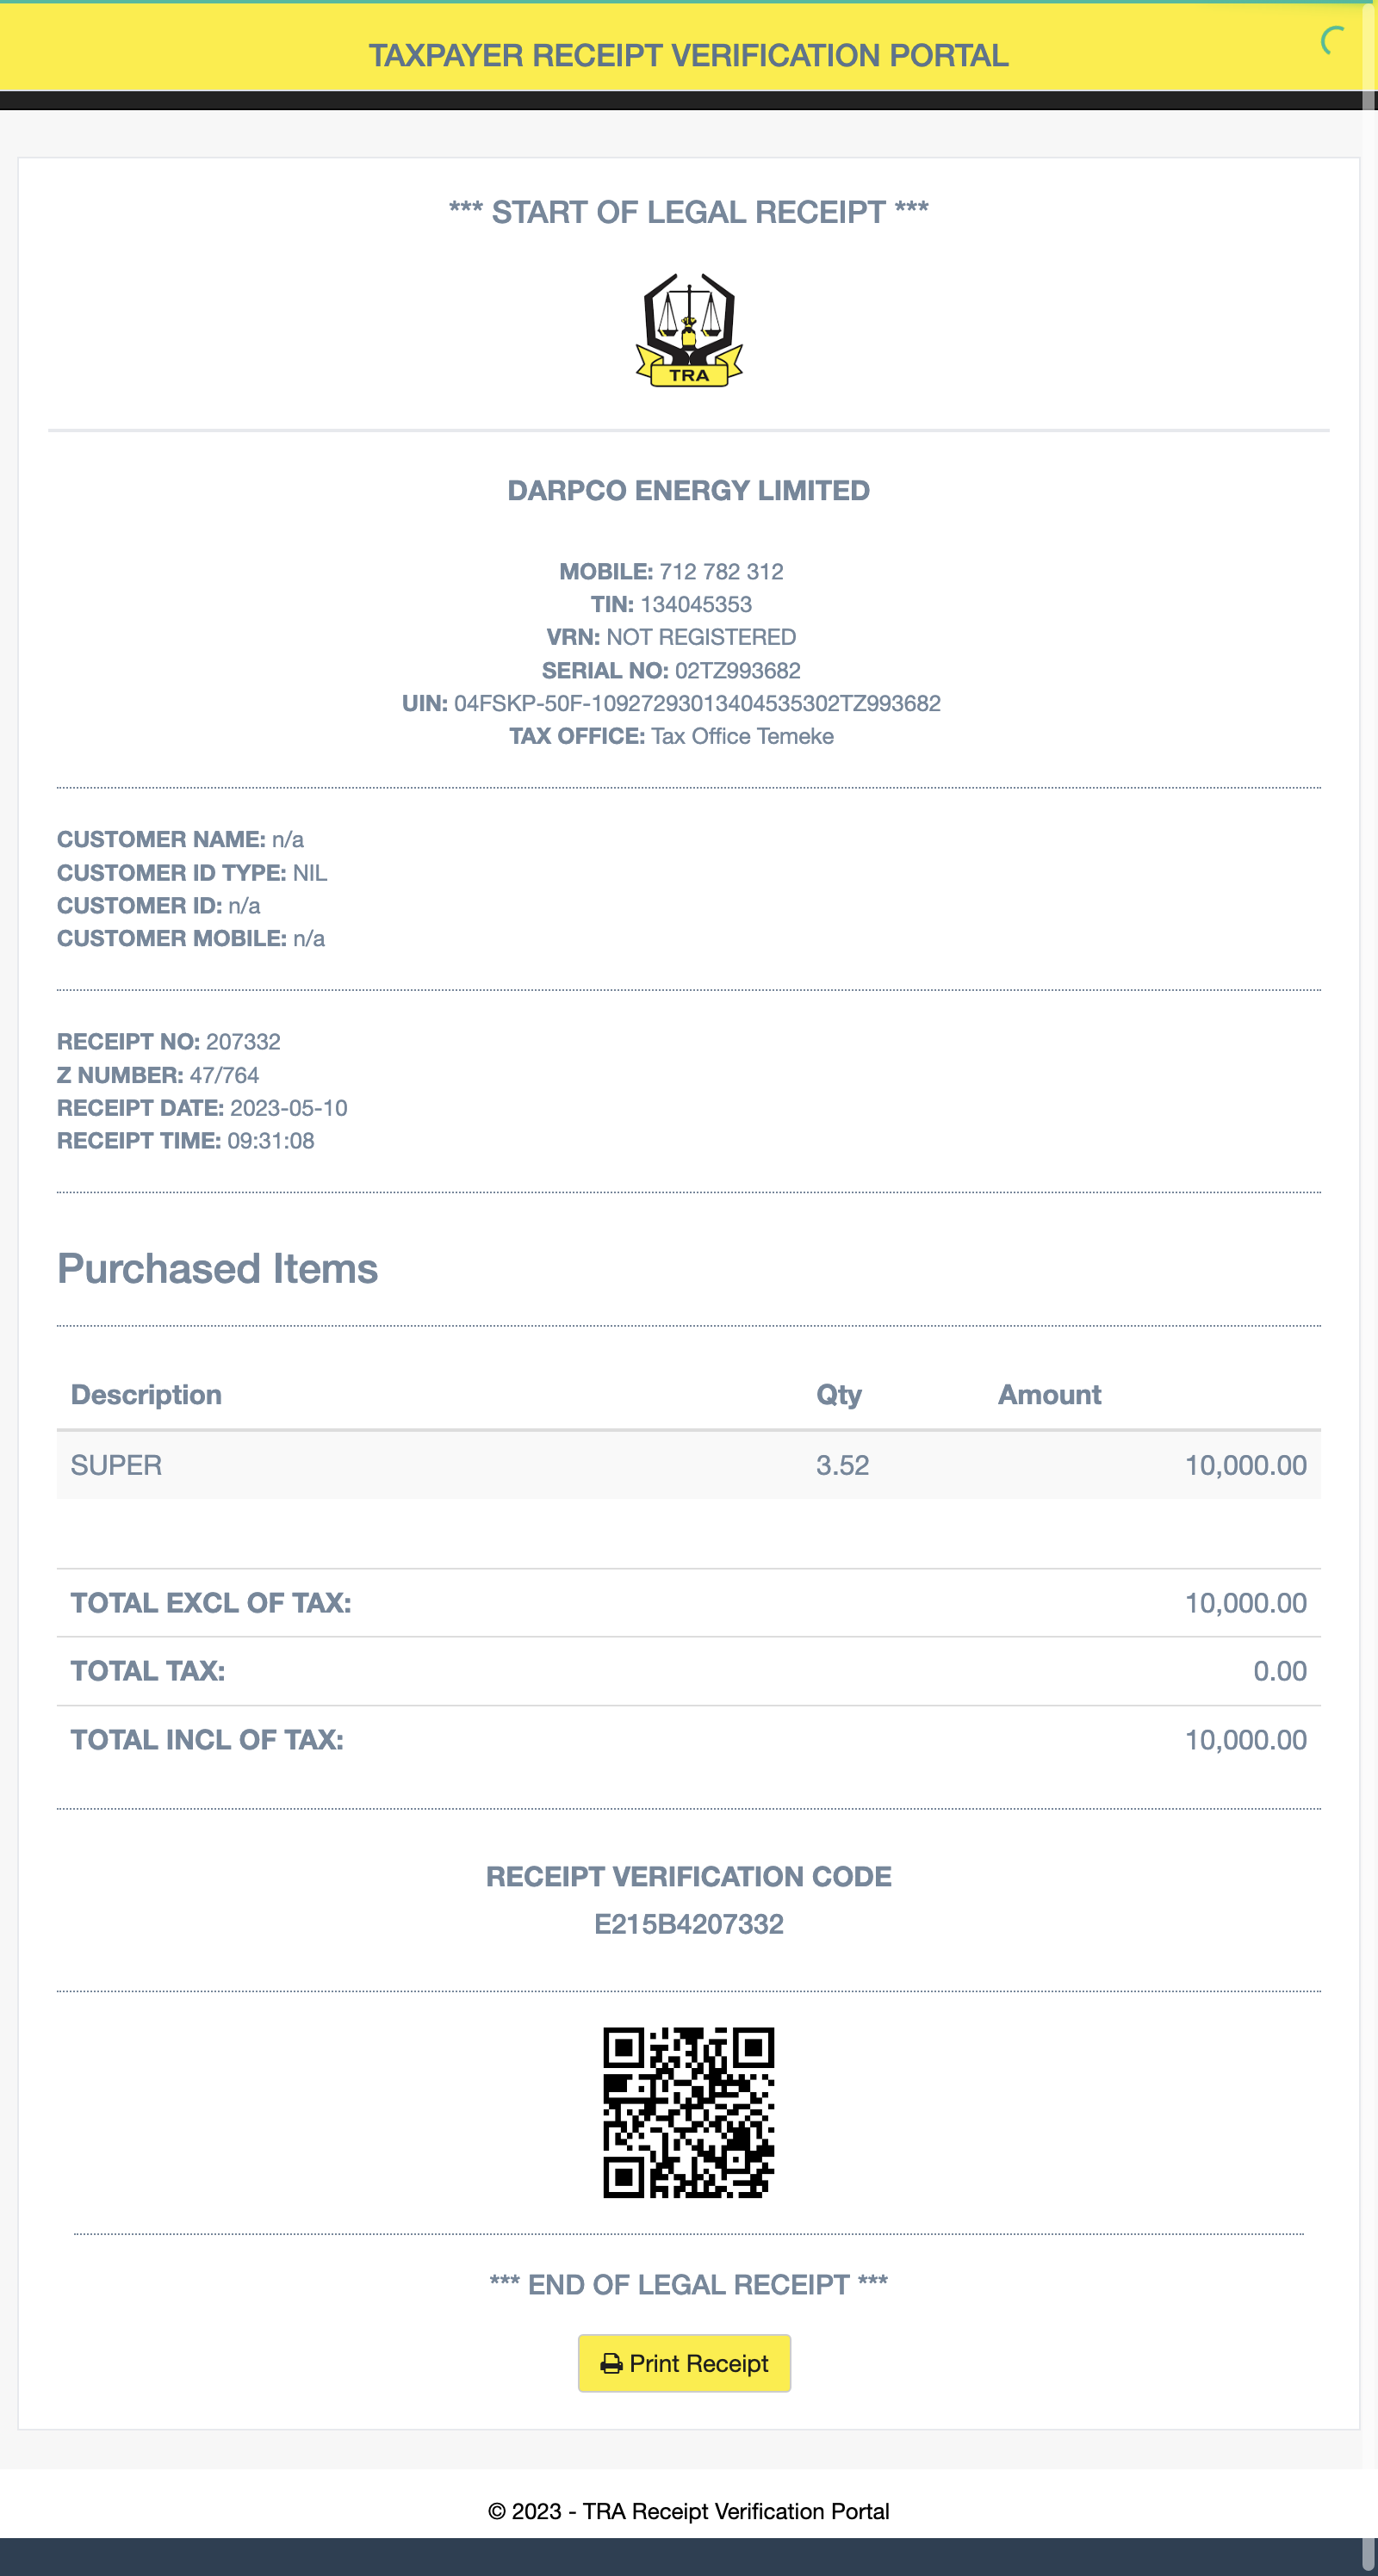 TAXPAYER RECEIPT VERIFICATION PORTAL
*** START OF LEGAL RECEIPT ***
TRA
DARPCO ENERGY LIMITED
MOBILE: 712 782 312
TIN: 134045353
VRN: NOT REGISTERED
SERIAL NO: 02TZ993682
UIN: 04FSKP-50F-10927293013404535302TZ993682
TAX OFFICE: Tax Office Temeke
CUSTOMER NAME: n/a
CUSTOMER ID TYPE: NIL
CUSTOMER ID: n/a
CUSTOMER MOBILE: n/a
RECEIPT NO: 207332
Z NUMBER: 47/764
RECEIPT DATE: 2023-05-10
RECEIPT TIME: 09:31:08
Purchased Items
Description Qty Amount
SUPER 3.52 10,000.00
TOTAL EXCL OF TAX: 10,000.00
TOTAL TAX: 0.00
TOTAL INCL OF TAX: 10,000.00
RECEIPT VERIFICATION CODE
E215B4207332
*** END OF LEGAL RECEIPT ***
Print Receipt
© 2023 - TRA Receipt Verification Portal